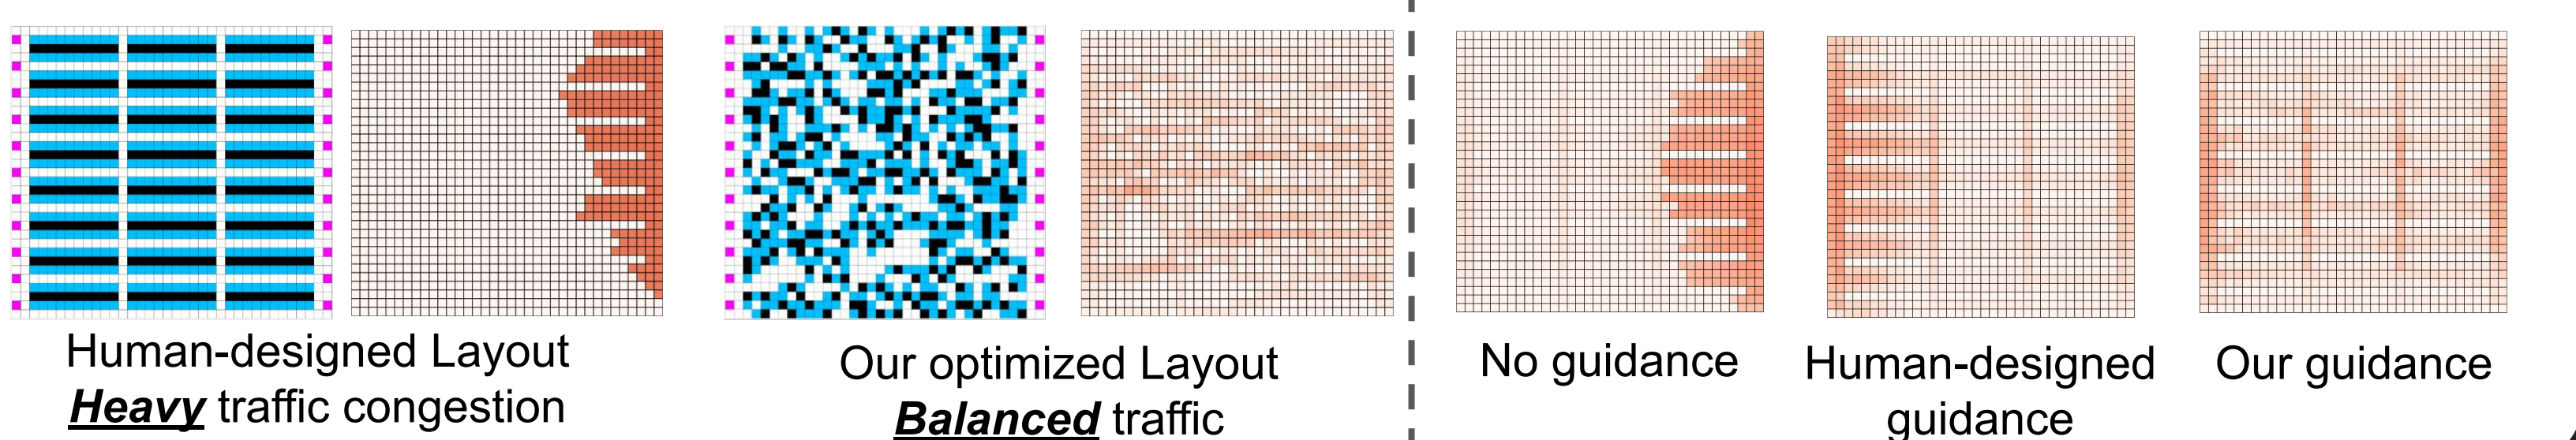 Human-designed Layout
Heavy traffic congestion
Our optimized Layout
Balanced traffic
No guidance
Human-designed
guidance
Our guidance